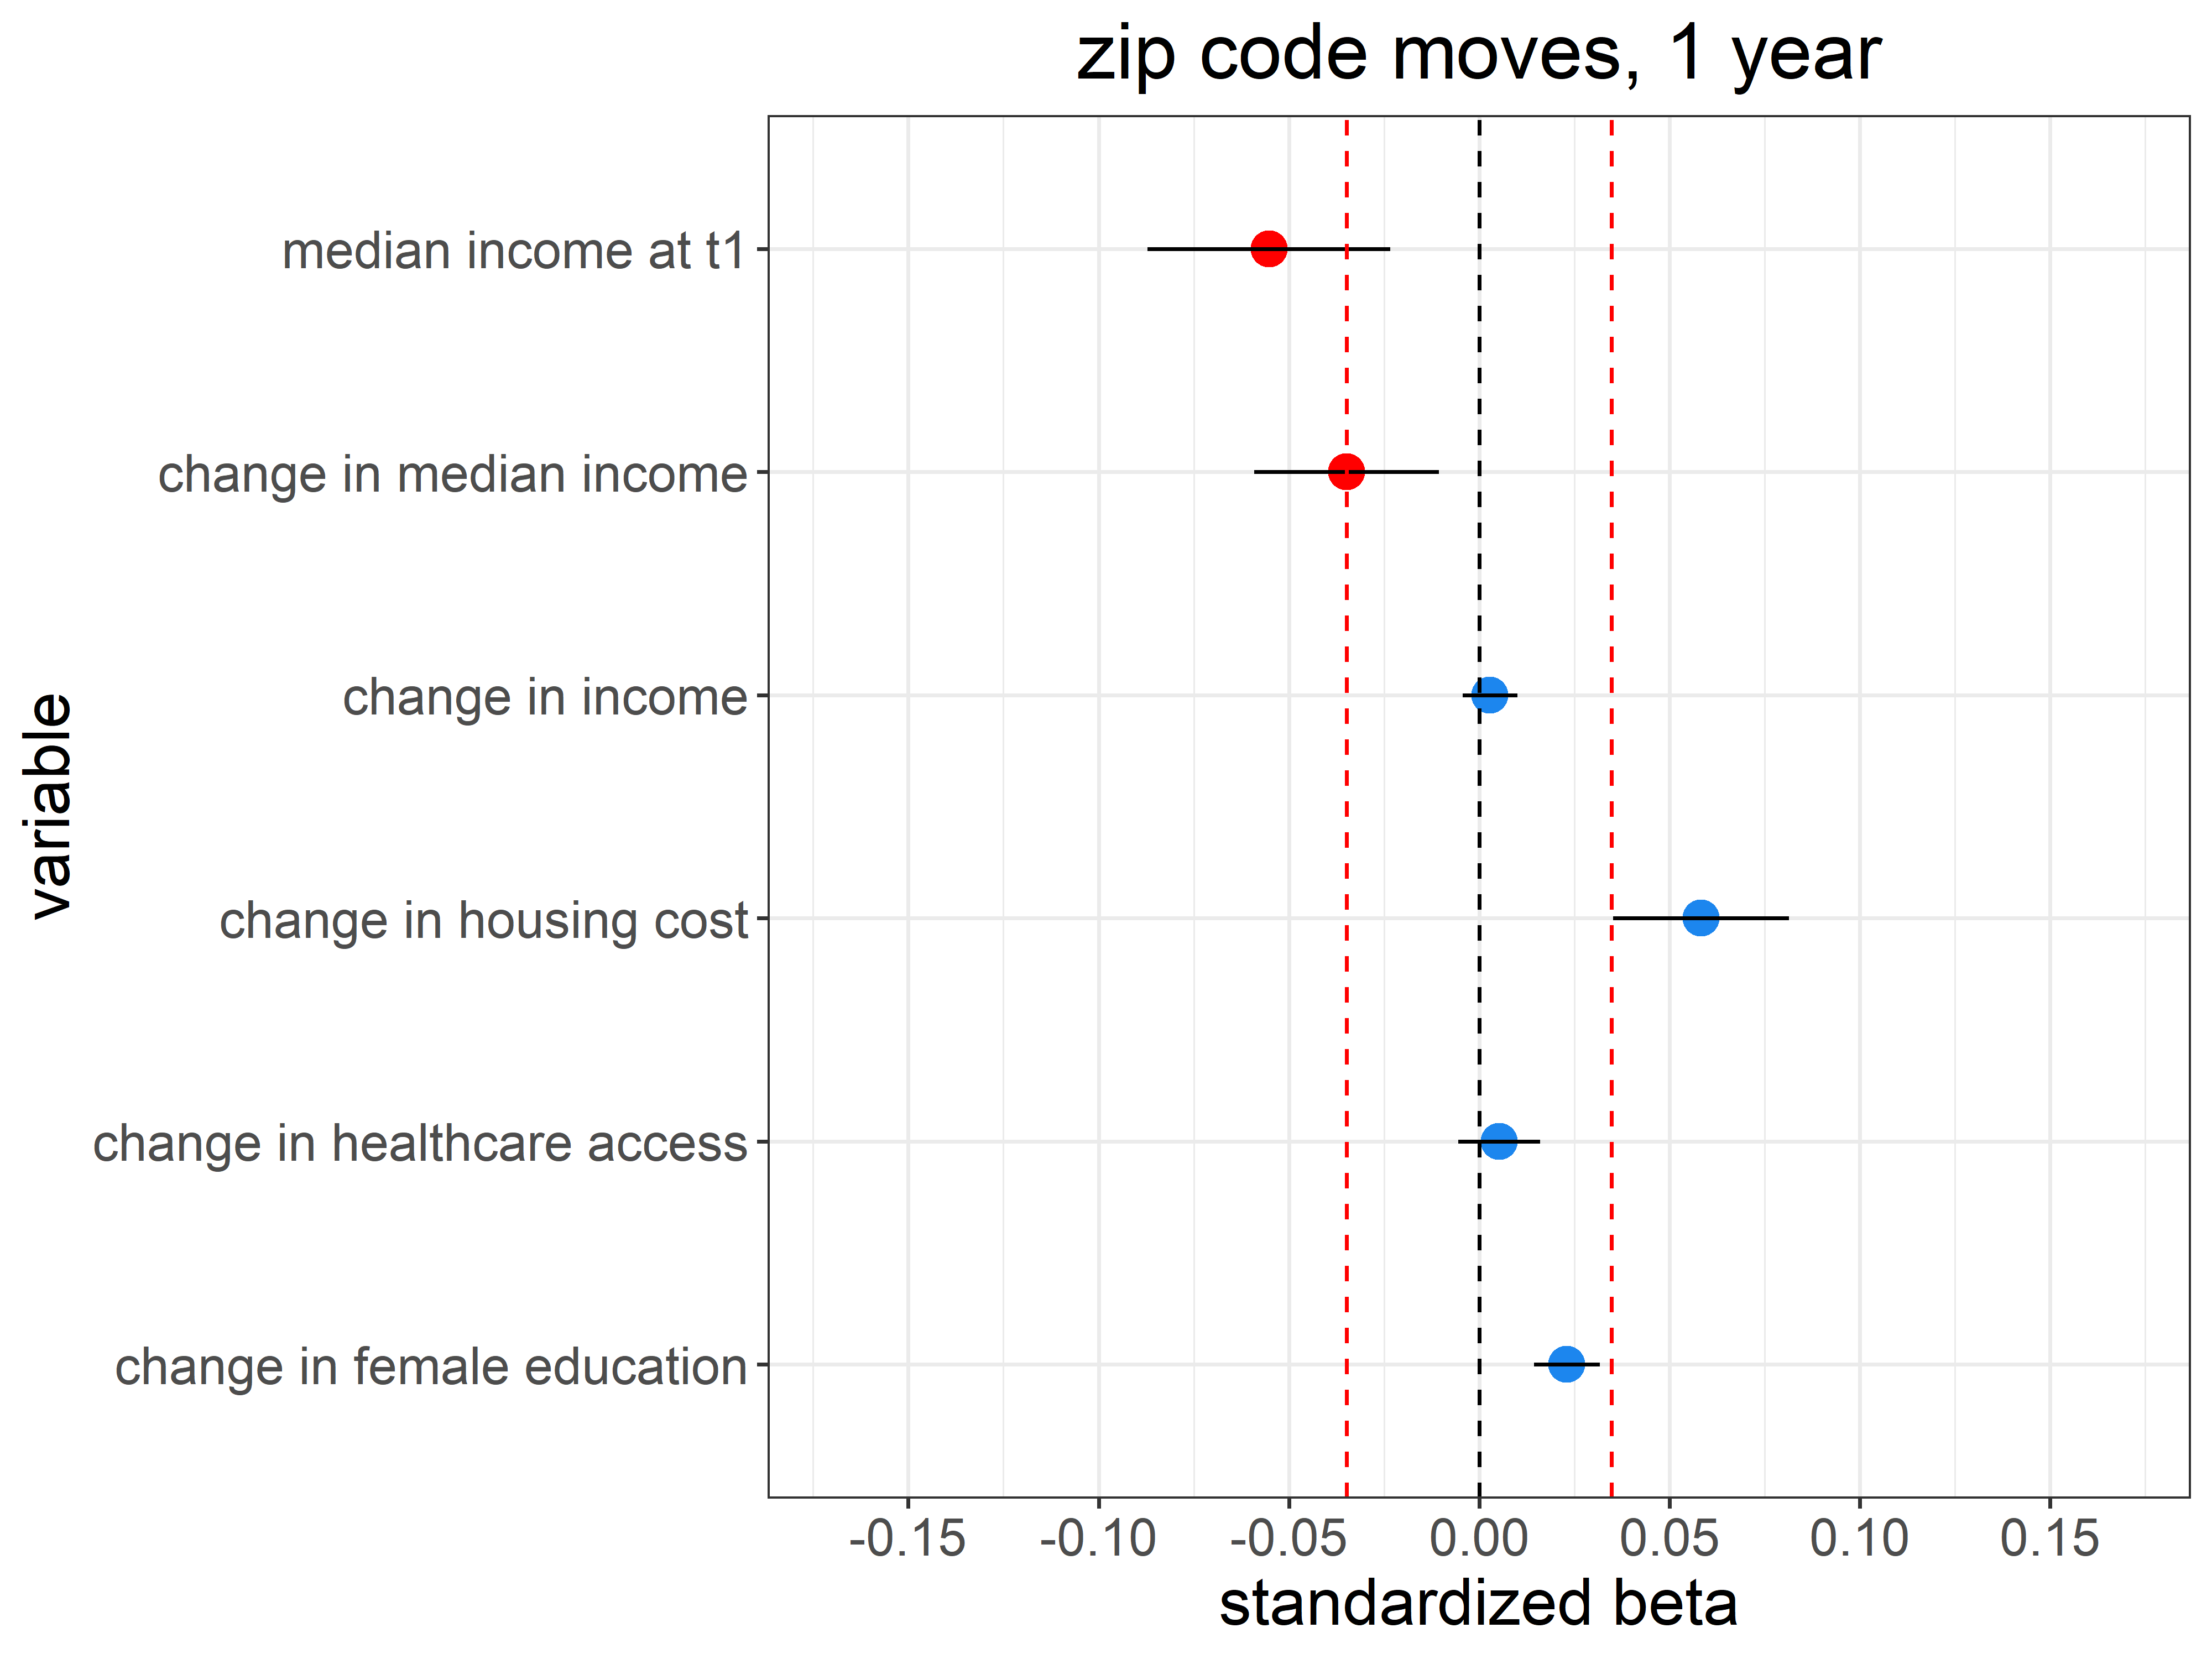 zip code moves, 1 year
variable
median income at t1
change in median income
change in income
change in housing cost
change in healthcare access
change in female education
-0.15 -0.10 -0.05 0.00 0.05 0.10 0.15
standardized beta